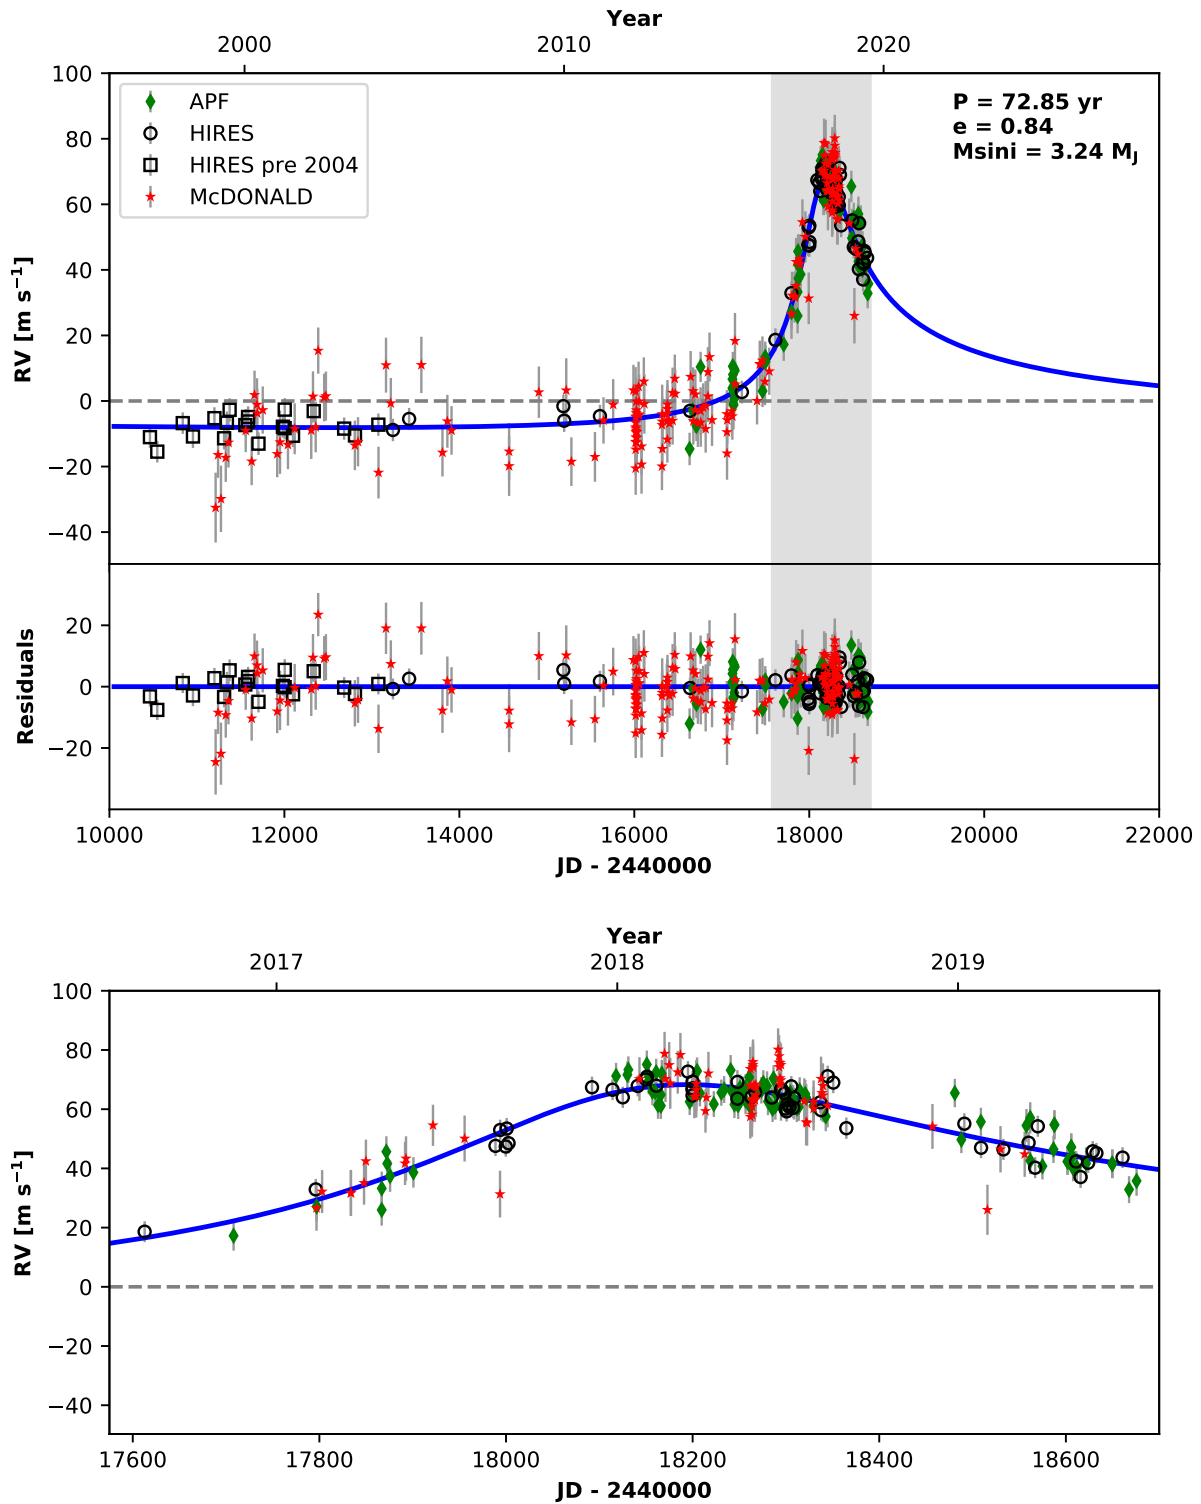 Year
2000 2010 2020
100
80
60
40
20
0
−20
−40
RV [m s⁻¹]
APF
HIRES
HIRES pre 2004
McDONALD
P = 72.85 yr
e = 0.84
Msini = 3.24 M_J
20
0
−20
Residuals
10000 12000 14000 16000 18000 20000 22000
JD - 2440000
Year
2017 2018 2019
100
80
60
40
20
0
−20
−40
RV [m s⁻¹]
17600 17800 18000 18200 18400 18600
JD - 2440000